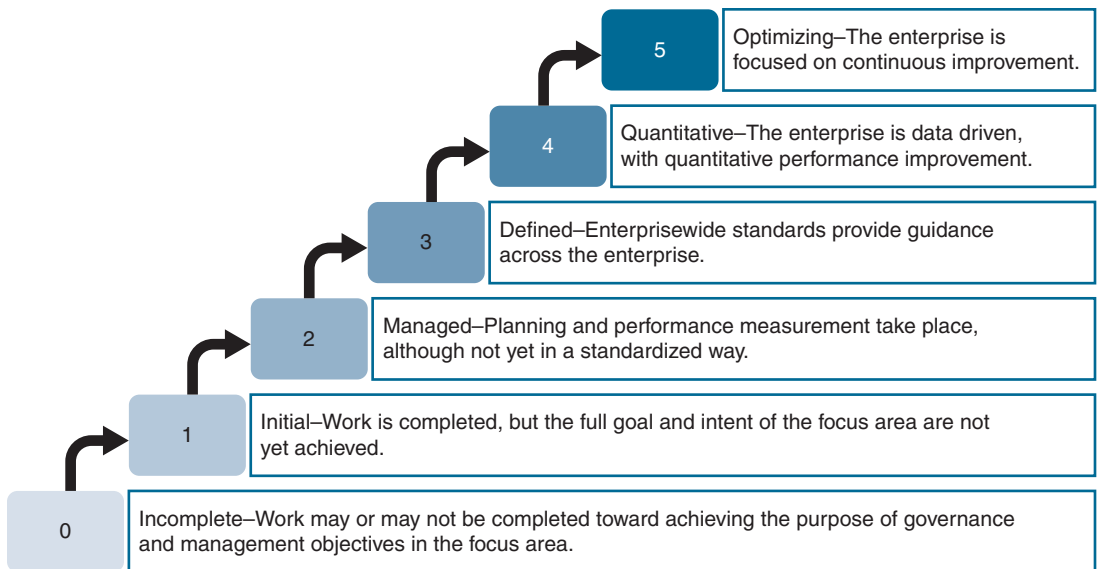 5
Optimizing–The enterprise is
focused on continuous improvement.
4
Quantitative–The enterprise is data driven,
with quantitative performance improvement.
3
Defined–Enterprisewide standards provide guidance
across the enterprise.
2
Managed–Planning and performance measurement take place,
although not yet in a standardized way.
1
Initial–Work is completed, but the full goal and intent of the focus area are not
yet achieved.
0
Incomplete–Work may or may not be completed toward achieving the purpose of governance
and management objectives in the focus area.